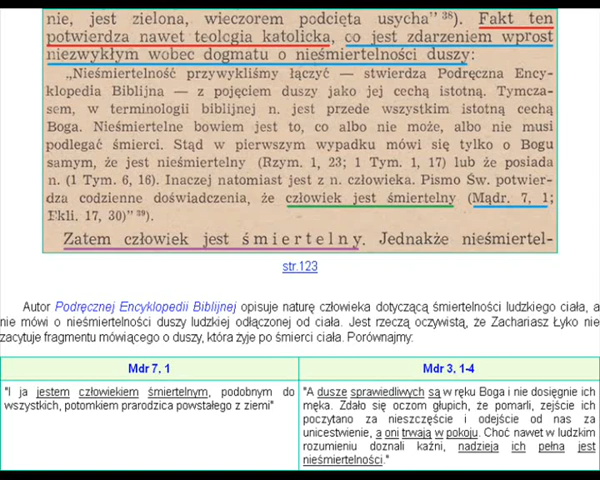 nie, jest zielona, wieczorem podcięta usycha" 38). Fakt ten
potwierdza nawet teologia katolicka, co jest zdarzeniem wprost
niezwykłym wobec dogmatu o nieśmiertelności duszy:
„Nieśmiertelność przywykliśmy łączyć — stwierdza Podręczna Ency-
klopedia Biblijna — z pojęciem duszy jako jej cechą istotną. Tymcza-
sem, w terminologii biblijnej n. jest przede wszystkim istotną cechą
Boga. Nieśmiertelne bowiem jest to, co albo nie może, albo nie musi
podlegać śmierci. Stąd w pierwszym wypadku mówi się tylko o Bogu
samym, że jest nieśmiertelny (Rzym. 1, 23; 1 Tym. 1, 17) lub że posiada
n. (1 Tym. 6, 16). Inaczej natomiast jest z n. człowieka. Pismo Św. potwier-
dza codzienne doświadczenia, że człowiek jest śmiertelny (Mądr. 7, 1;
Ekli. 17, 30)" 39).
Zatem człowiek jest śmiertelny. Jednakże nieśmiertel-
str.123
Autor Podręcznej Encyklopedii Biblijnej opisuje naturę człowieka dotyczącą śmiertelności ludzkiego ciała, a
nie mówi o nieśmiertelności duszy ludzkiej odłączonej od ciała. Jest rzeczą oczywistą, że Zachariasz Łyko nie
zacytuje fragmentu mówiącego o duszy, która żyje po śmierci ciała. Porównajmy:
Mdr 7, 1
"I ja jestem człowiekiem śmiertelnym, podobnym do
wszystkich, potomkiem prarodzica powstałego z ziemi"
Mdr 3, 1-4
"A dusze sprawiedliwych są w ręku Boga i nie dosięgnie ich
męka. Zdało się oczom głupich, że pomarli, zejście ich
poczytano za nieszczęście i odejście od nas za
unicestwienie, a oni trwają w pokoju. Choć nawet w ludzkim
rozumieniu doznali kaźni, nadzieja ich pełna jest
nieśmiertelności."